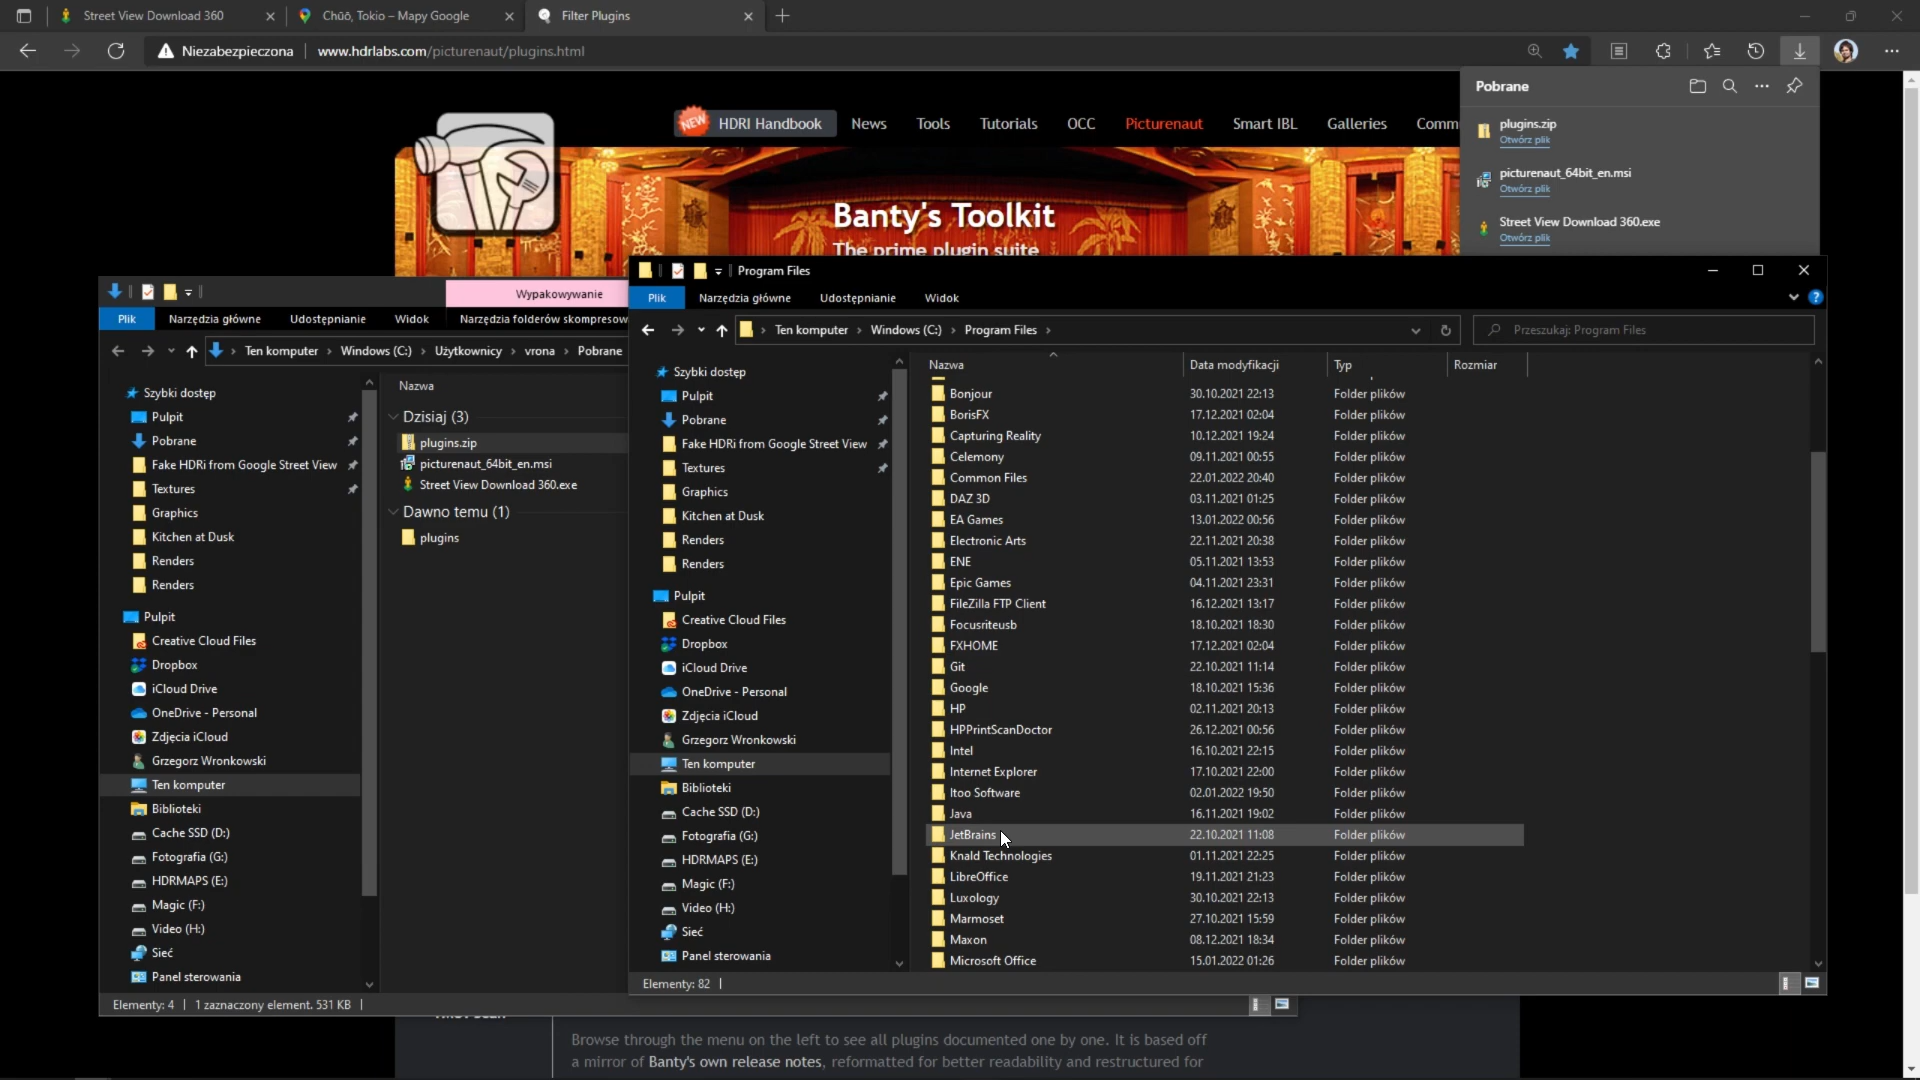 Street View Download 360
Chūō, Tokio – Mapy Google
Filter Plugins
Niezabezpieczona
www.hdrlabs.com/picturenaut/plugins.html
Pobrane
plugins.zip
Otwórz plik
picturenaut_64bit_en.msi
Otwórz plik
Street View Download 360.exe
Otwórz plik
NEW
HDRI Handbook
News
Tools
Tutorials
OCC
Picturenaut
Smart IBL
Galleries
Comm
Banty's Toolkit
The prime plugin suite
Wypakowywanie
Plik
Narzędzia główne
Udostępnianie
Widok
Narzędzia folderów skompresow
Ten komputer
Windows (C:)
Użytkownicy
vrona
Pobrane
Szybki dostęp
Pulpit
Pobrane
Fake HDRi from Google Street View
Textures
Graphics
Kitchen at Dusk
Renders
Renders
Pulpit
Creative Cloud Files
Dropbox
iCloud Drive
OneDrive - Personal
Zdjęcia iCloud
Grzegorz Wronkowski
Ten komputer
Biblioteki
Cache SSD (D:)
Fotografia (G:)
HDRMAPS (E:)
Magic (F:)
Video (H:)
Sieć
Panel sterowania
Nazwa
Dzisiaj (3)
plugins.zip
picturenaut_64bit_en.msi
Street View Download 360.exe
Dawno temu (1)
plugins
Elementy: 4
1 zaznaczony element. 531 KB
Program Files
Plik
Narzędzia główne
Udostępnianie
Widok
Ten komputer
Windows (C:)
Program Files
Przeszukaj: Program Files
Szybki dostęp
Pulpit
Pobrane
Fake HDRi from Google Street View
Textures
Graphics
Kitchen at Dusk
Renders
Renders
Pulpit
Creative Cloud Files
Dropbox
iCloud Drive
OneDrive - Personal
Zdjęcia iCloud
Grzegorz Wronkowski
Ten komputer
Biblioteki
Cache SSD (D:)
Fotografia (G:)
HDRMAPS (E:)
Magic (F:)
Video (H:)
Sieć
Panel sterowania
Nazwa Data modyfikacji Typ Rozmiar
Bonjour 30.10.2021 22:13 Folder plików
BorisFX 17.12.2021 02:04 Folder plików
Capturing Reality 10.12.2021 19:24 Folder plików
Celemony 09.11.2021 00:55 Folder plików
Common Files 22.01.2022 20:40 Folder plików
DAZ 3D 03.11.2021 01:25 Folder plików
EA Games 13.01.2022 00:56 Folder plików
Electronic Arts 22.11.2021 20:38 Folder plików
ENE 05.11.2021 13:53 Folder plików
Epic Games 04.11.2021 23:31 Folder plików
FileZilla FTP Client 16.12.2021 13:17 Folder plików
Focusriteusb 18.10.2021 18:30 Folder plików
FXHOME 17.12.2021 02:04 Folder plików
Git 22.10.2021 11:14 Folder plików
Google 18.10.2021 15:36 Folder plików
HP 02.11.2021 20:13 Folder plików
HPPrintScanDoctor 26.12.2021 00:56 Folder plików
Intel 16.10.2021 22:15 Folder plików
Internet Explorer 17.10.2021 22:00 Folder plików
Itoo Software 02.01.2022 19:50 Folder plików
Java 16.11.2021 19:02 Folder plików
JetBrains 22.10.2021 11:08 Folder plików
Knald Technologies 01.11.2021 22:25 Folder plików
LibreOffice 19.11.2021 21:23 Folder plików
Luxology 30.10.2021 22:13 Folder plików
Marmoset 27.10.2021 15:59 Folder plików
Maxon 08.12.2021 18:34 Folder plików
Microsoft Office 15.01.2022 01:26 Folder plików
Elementy: 82
Browse through the menu on the left to see all plugins documented one by one. It is based off
a mirror of Banty's own release notes, reformatted for better readability and restructured for